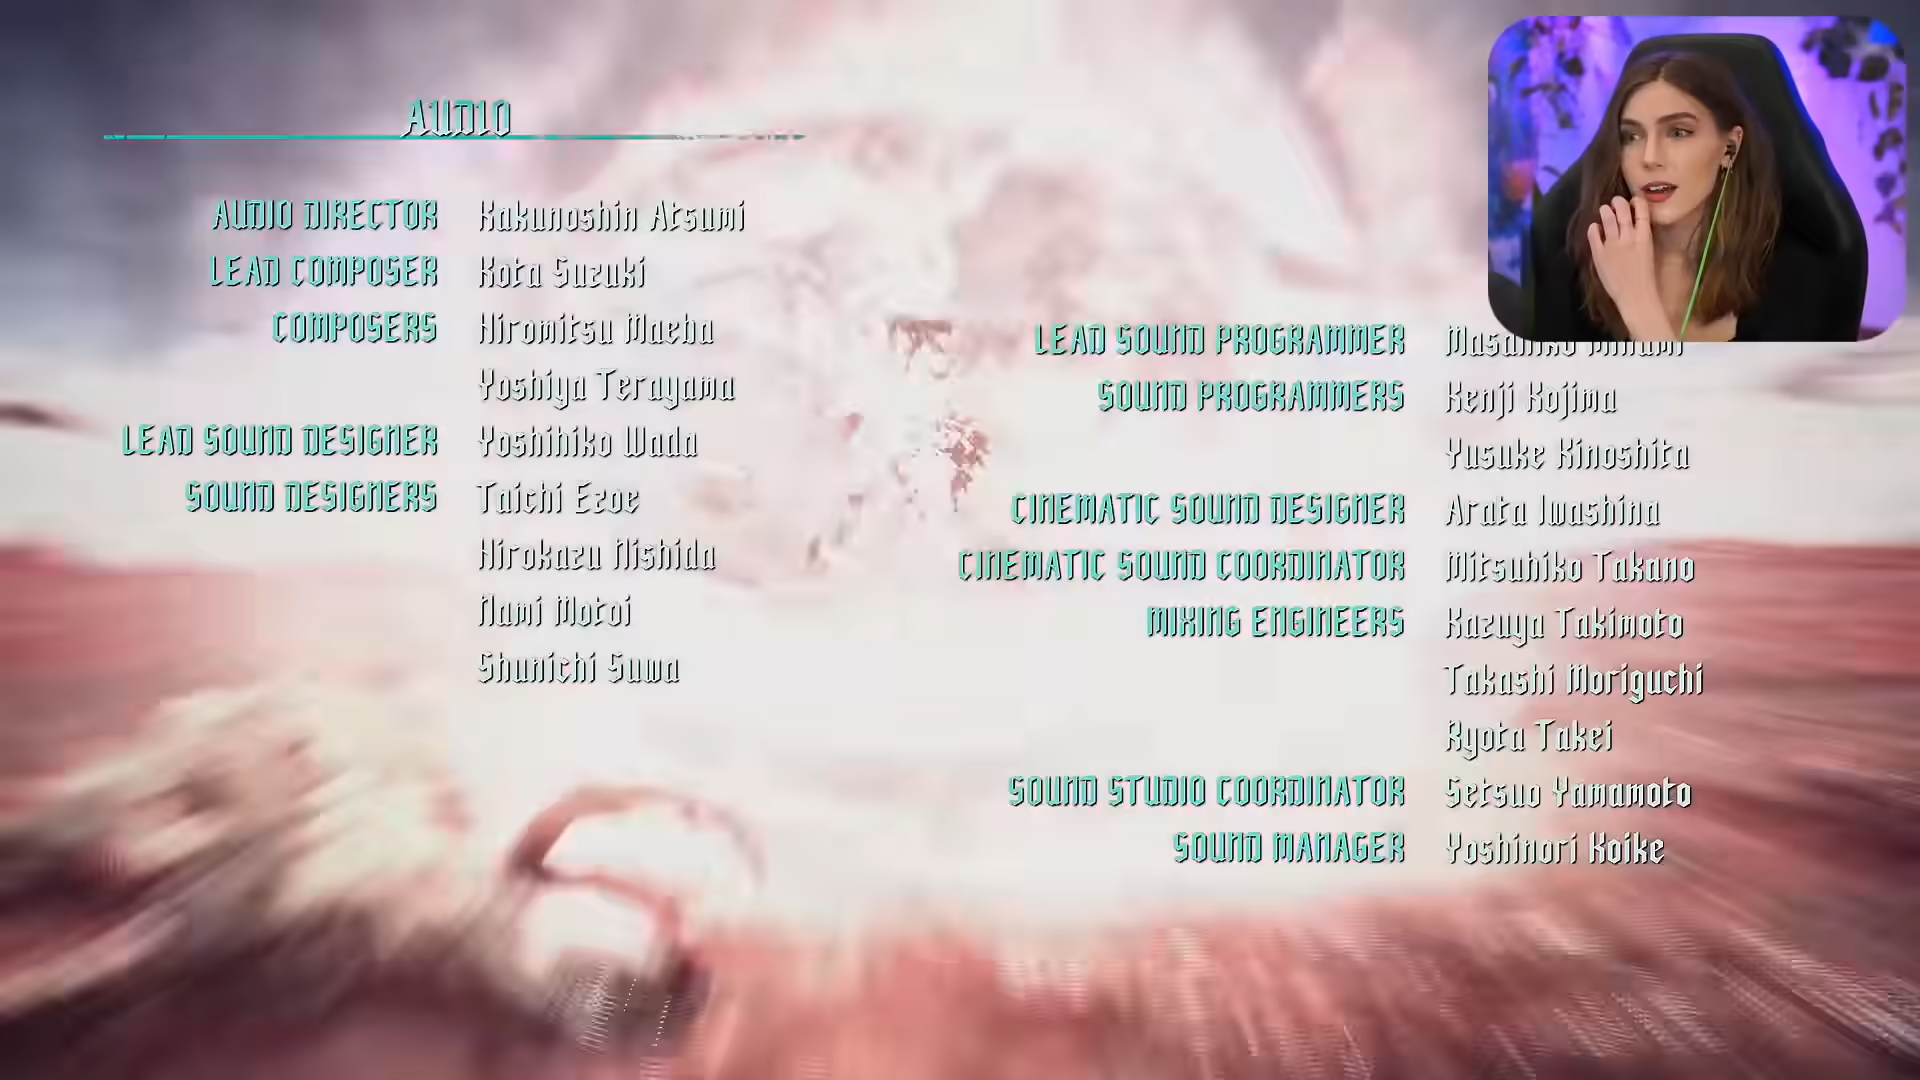 AUDIO
AUDIO DIRECTOR Kakunoshin Atsumi
LEAD COMPOSER Kota Suzuki
COMPOSERS Hiromitsu Maeba
Yoshiya Terayama
LEAD SOUND DESIGNER Yoshihiko Wada
SOUND DESIGNERS Taichi Ezoe
Hirokazu Nishida
Nami Motoi
Shunichi Suwa
LEAD SOUND PROGRAMMER
SOUND PROGRAMMERS Kenji Kojima
Yusuke Kinoshita
CINEMATIC SOUND DESIGNER Arata Iwashina
CINEMATIC SOUND COORDINATOR Mitsuhiko Takano
MIXING ENGINEERS Kazuya Takimoto
Takashi Moriguchi
Ryota Takei
SOUND STUDIO COORDINATOR Setsuo Yamamoto
SOUND MANAGER Yoshinori Koike